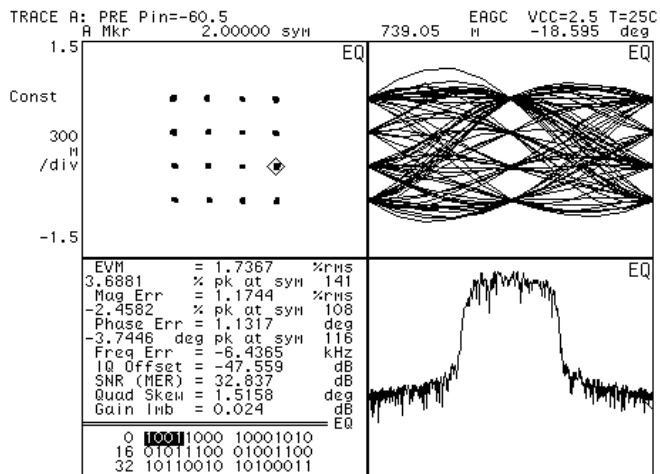 TRACE A: PRE Pin=-60.5 EAGC VCC=2.5 T=25C
A Mkr 2.00000 sym 739.05 m -18.595 deg
1.5
EQ
EQ
Const
300
m
/div
-1.5
EVM = 1.7367 %rms
EQ
3.6881 % pk at sym 141
Mag Err = 1.1744 %rms
-2.4582 % pk at sym 108
Phase Err = 1.1317 deg
-3.7446 deg pk at sym 116
Freq Err = -6.4365 kHz
IQ Offset = -47.559 dB
SNR (MER) = 32.837 dB
Quad Skew = 1.5158 deg
Gain Imb = 0.024 dB
EQ
0 10011000 10001010
16 01011100 01001100
32 10110010 10100011